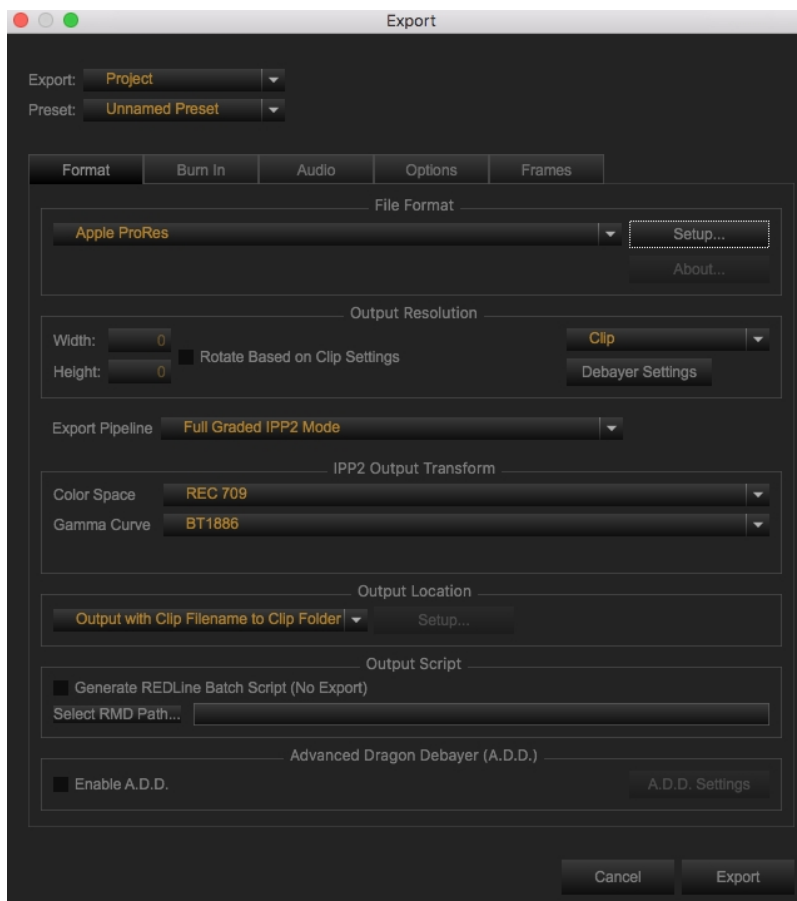 Export
Export: Project
Preset: Unnamed Preset
Format Burn In Audio Options Frames
File Format
Apple ProRes Setup...
About...
Output Resolution
Width: 0 Clip
Rotate Based on Clip Settings
Height: 0 Debayer Settings
Export Pipeline Full Graded IPP2 Mode
IPP2 Output Transform
Color Space REC 709
Gamma Curve BT1886
Output Location
Output with Clip Filename to Clip Folder Setup...
Output Script
Generate REDLine Batch Script (No Export)
Select RMD Path...
Advanced Dragon Debayer (A.D.D.)
Enable A.D.D. A.D.D. Settings
Cancel Export